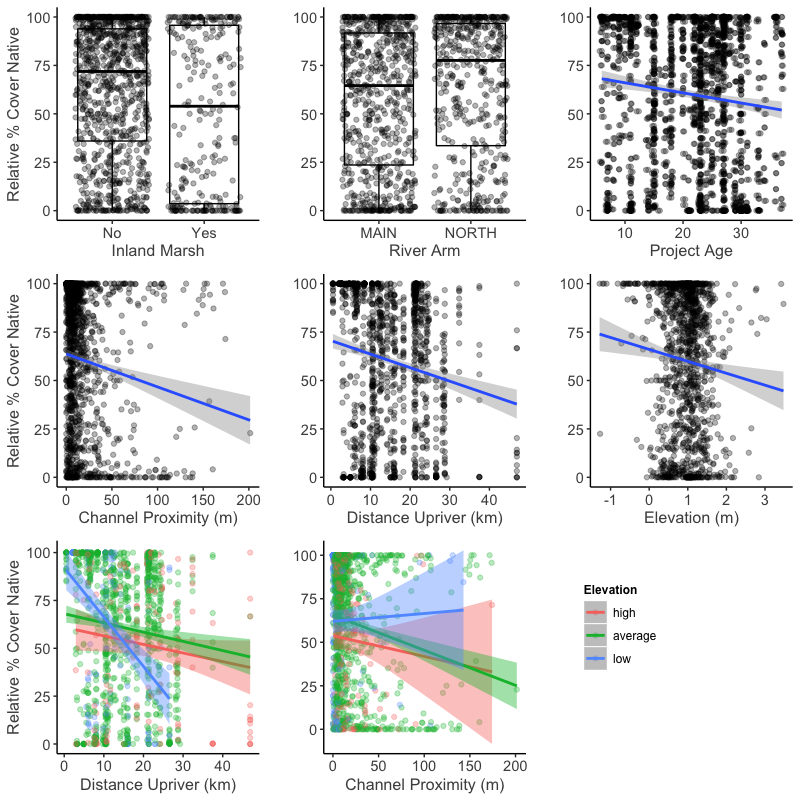 Relative % Cover Native
100
75
50
25
0
No Yes
Inland Marsh
100
75
50
25
0
MAIN NORTH
River Arm
100
75
50
25
0
10 20 30
Project Age
Relative % Cover Native
100
75
50
25
0
0 50 100 150 200
Channel Proximity (m)
100
75
50
25
0
0 10 20 30 40
Distance Upriver (km)
100
75
50
25
0
-1 0 1 2 3
Elevation (m)
Relative % Cover Native
100
75
50
25
0
0 10 20 30 40
Distance Upriver (km)
100
75
50
25
0
0 50 100 150 200
Channel Proximity (m)
Elevation
high
average
low